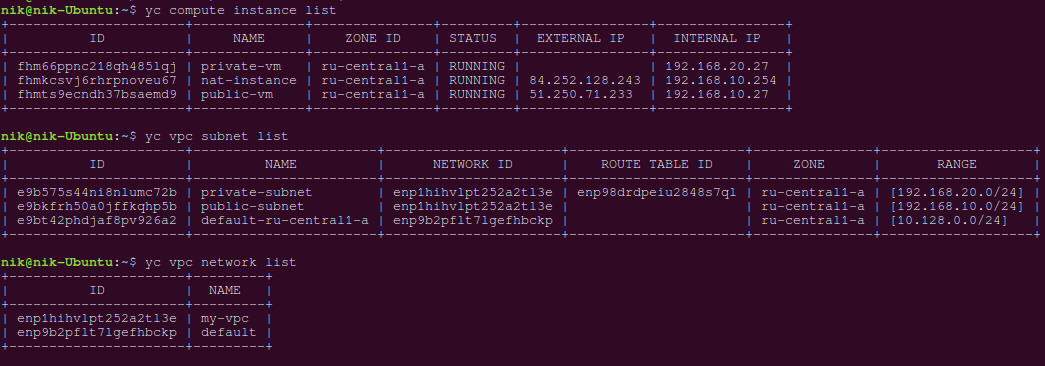 nik@nik-Ubuntu:~$ yc compute instance list
+----------------------+--------------+---------------+---------+----------------+----------------+
| ID | NAME | ZONE ID | STATUS | EXTERNAL IP | INTERNAL IP |
+----------------------+--------------+---------------+---------+----------------+----------------+
| fhm66ppnc218qh485lqj | private-vm | ru-central1-a | RUNNING | | 192.168.20.27 |
| fhmkcsvj6rhrpnoveu67 | nat-instance | ru-central1-a | RUNNING | 84.252.128.243 | 192.168.10.254 |
| fhmts9ecndh37bsaemd9 | public-vm | ru-central1-a | RUNNING | 51.250.71.233 | 192.168.10.27 |
+----------------------+--------------+---------------+---------+----------------+----------------+
nik@nik-Ubuntu:~$ yc vpc subnet list
+----------------------+-----------------------+----------------------+----------------------+---------------+-------------------+
| ID | NAME | NETWORK ID | ROUTE TABLE ID | ZONE | RANGE |
+----------------------+-----------------------+----------------------+----------------------+---------------+-------------------+
| e9b575s44ni8nlumc72b | private-subnet | enp1hihvlpt252a2tl3e | enp98drdpeiu2848s7ql | ru-central1-a | [192.168.20.0/24] |
| e9bkfrh50a0jffkqhp5b | public-subnet | enp1hihvlpt252a2tl3e | | ru-central1-a | [192.168.10.0/24] |
| e9bt42phdjaf8pv926a2 | default-ru-central1-a | enp9b2pflt7lgefhbckp | | ru-central1-a | [10.128.0.0/24] |
+----------------------+-----------------------+----------------------+----------------------+---------------+-------------------+
nik@nik-Ubuntu:~$ yc vpc network list
+----------------------+---------+
| ID | NAME |
+----------------------+---------+
| enp1hihvlpt252a2tl3e | my-vpc |
| enp9b2pflt7lgefhbckp | default |
+----------------------+---------+